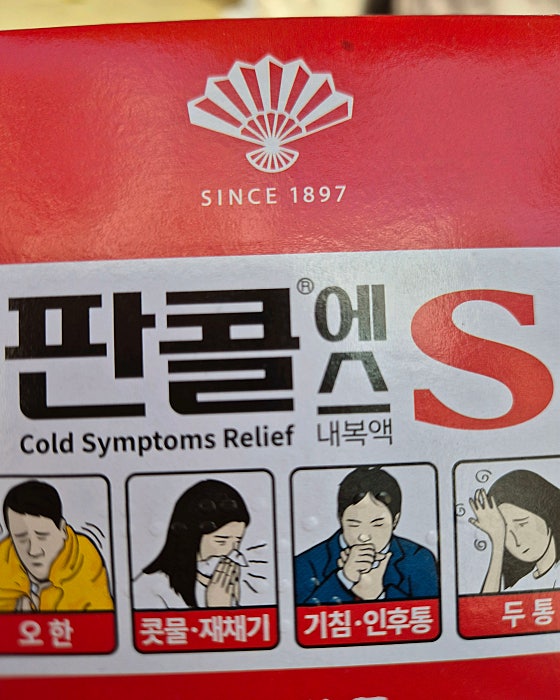 SINCE 1897
판콜® 에스 S
Cold Symptoms Relief 내복액
오한
콧물·재채기
기침·인후통
두통